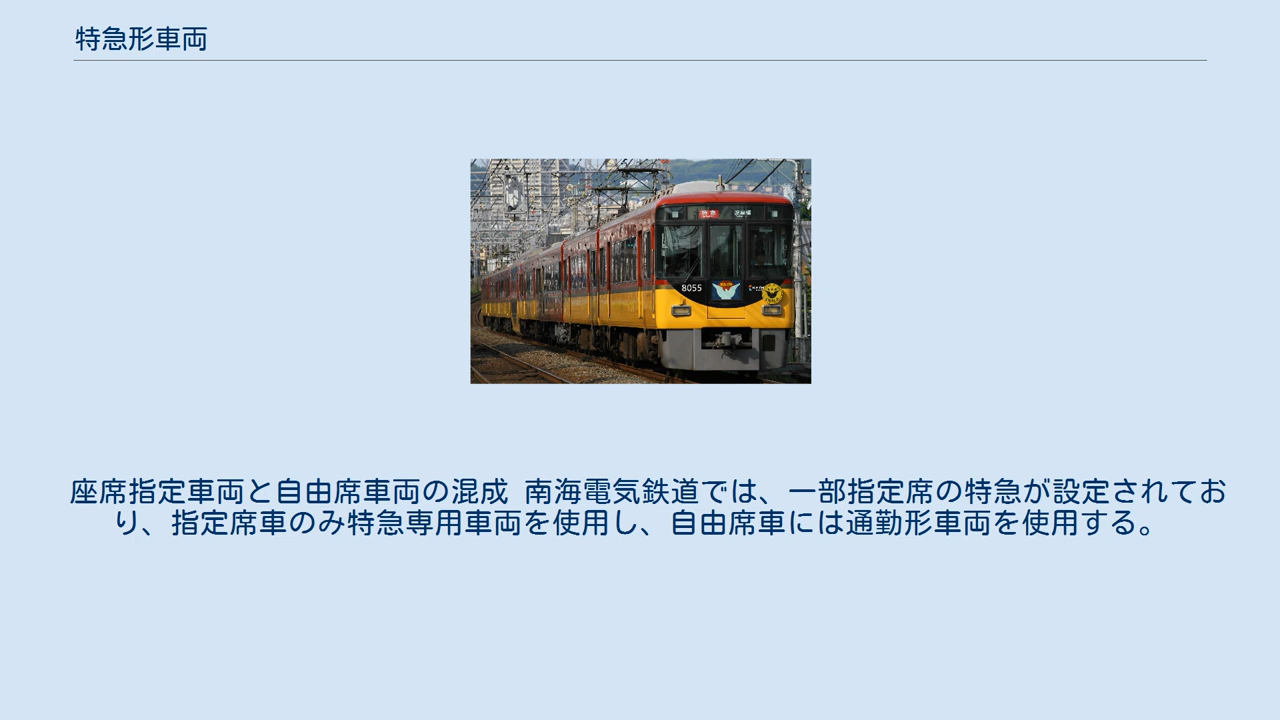 特急形車両
特急
8055
座席指定車両と自由席車両の混成 南海電気鉄道では、一部指定席の特急が設定されてお
り、指定席車のみ特急専用車両を使用し、自由席車には通勤形車両を使用する。